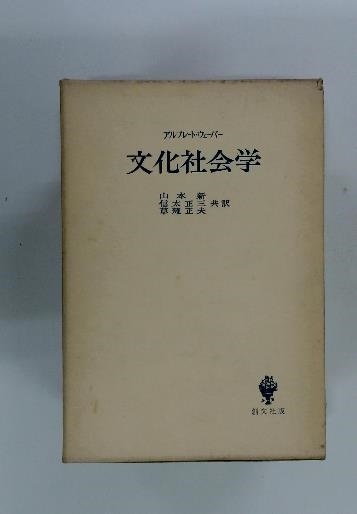 アルフレート・ウェーバー
文化社会学
山本新
信太正三共訳
草薙正夫
創文社版